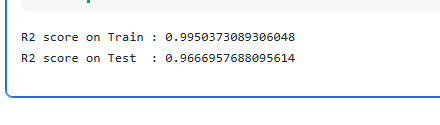 R2 score on Train : 0.9950373089306048
R2 score on Test  : 0.9666957688095614